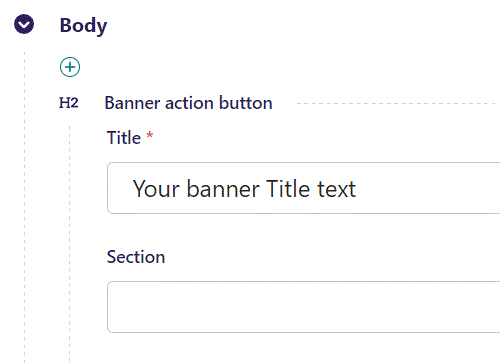 Body
H2 Banner action button
Title *
Your banner Title text
Section